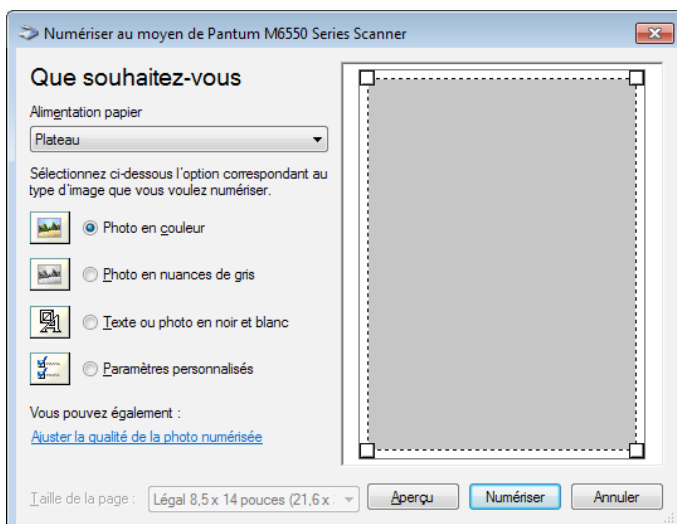 Numériser au moyen de Pantum M6550 Series Scanner
Que souhaitez-vous
Alimentation papier
Plateau
Sélectionnez ci-dessous l'option correspondant au
type d'image que vous voulez numériser.
Photo en couleur
Photo en nuances de gris
Texte ou photo en noir et blanc
Paramètres personnalisés
Vous pouvez également :
Ajuster la qualité de la photo numérisée
Taille de la page : Légal 8,5 x 14 pouces (21,6 x
Aperçu Numériser Annuler